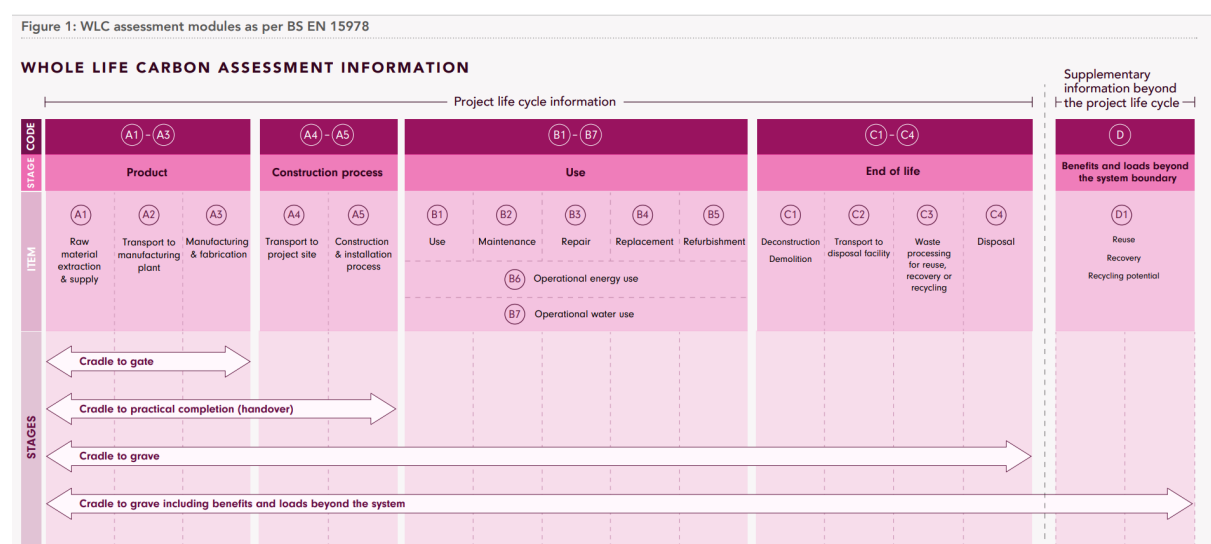 Figure 1: WLC assessment modules as per BS EN 15978
WHOLE LIFE CARBON ASSESSMENT INFORMATION
Supplementary
information beyond
the project life cycle
Project life cycle information
CODE
A1 - A3
A4 - A5
B1 - B7
C1 - C4
D
STAGE
Product
Construction process
Use
End of life
Benefits and loads beyond
the system boundary
ITEM
A1
Raw
material
extraction
& supply
A2
Transport to
manufacturing
plant
A3
Manufacturing
& fabrication
A4
Transport to
project site
A5
Construction
& installation
process
B1
Use
B2
Maintenance
B3
Repair
B4
Replacement
B5
Refurbishment
B6 Operational energy use
B7 Operational water use
C1
Deconstruction
Demolition
C2
Transport to
disposal facility
C3
Waste
processing
for reuse,
recovery or
recycling
C4
Disposal
D1
Reuse
Recovery
Recycling potential
STAGES
Cradle to gate
Cradle to practical completion (handover)
Cradle to grave
Cradle to grave including benefits and loads beyond the system